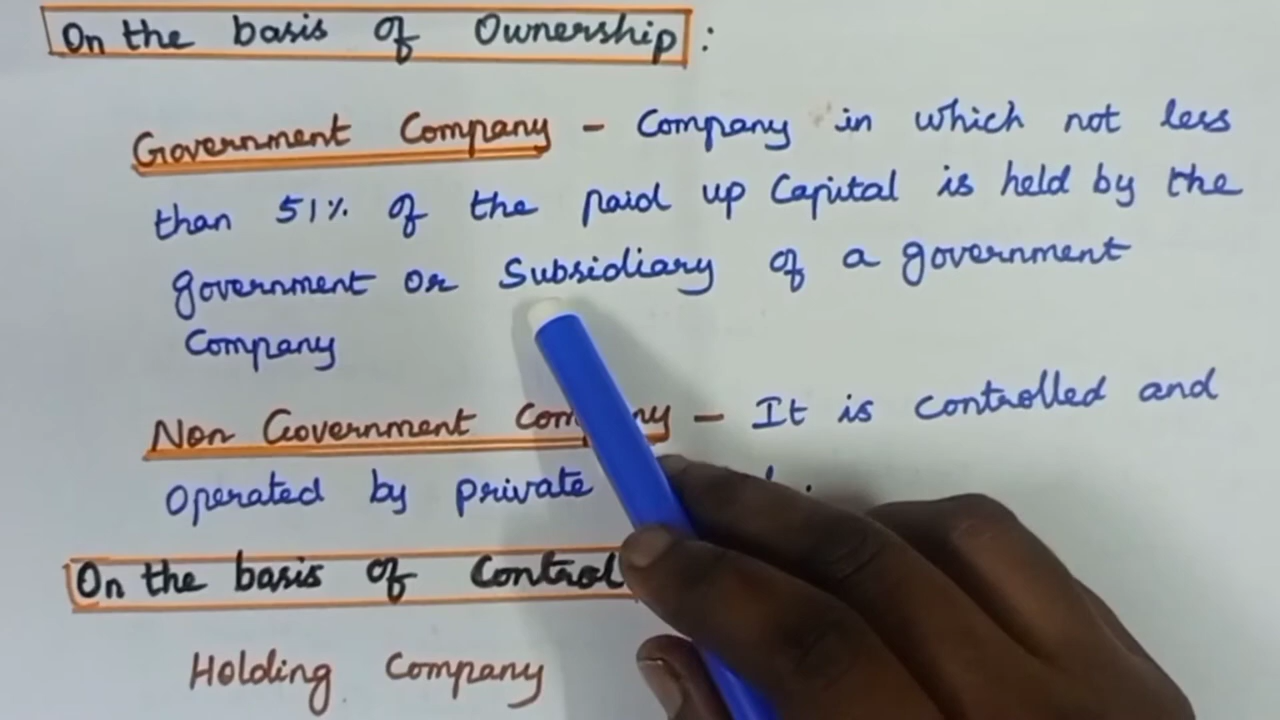 On the basis of Ownership :
Government Company - Company in which not less
than 51% of the paid up Capital is held by the
government or Subsidiary of a government
Company
Non Government - It is controlled and
Operated by private
On the basis of Control
Holding Company